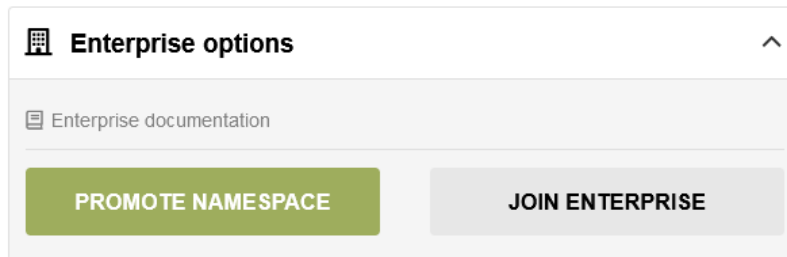 Enterprise options
Enterprise documentation
PROMOTE NAMESPACE
JOIN ENTERPRISE